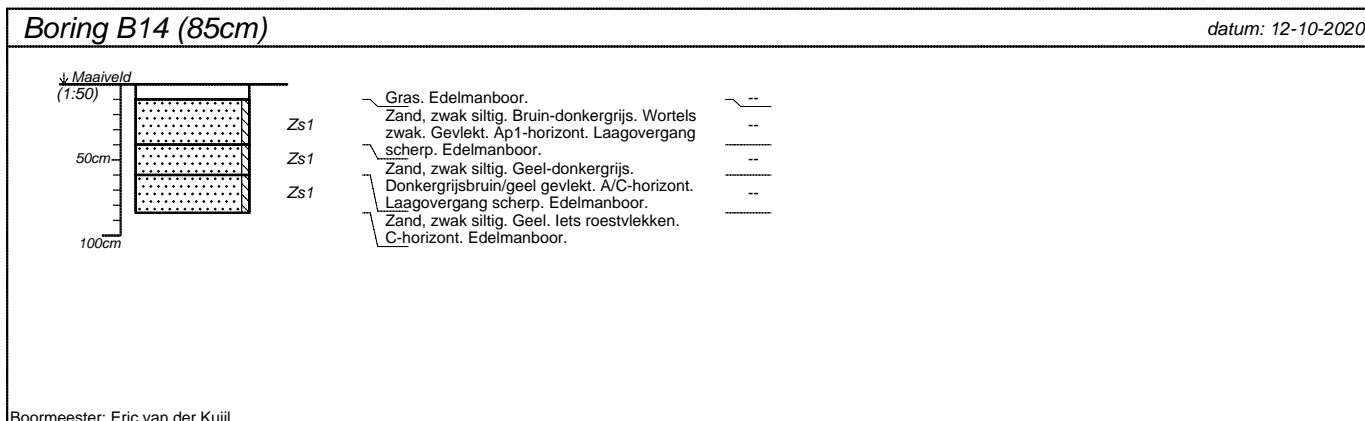 Boring B14 (85cm)
datum: 12-10-2020
Maaiveld
(1:50)
50cm
100cm
Zs1
Zs1
Zs1
Gras. Edelmanboor.
Zand, zwak siltig. Bruin-donkergrijs. Wortels
zwak. Gevlekt. Ap1-horizont. Laagovergang
scherp. Edelmanboor.
Zand, zwak siltig. Geel-donkergrijs.
Donkergrijsbruin/geel gevlekt. A/C-horizont.
Laagovergang scherp. Edelmanboor.
Zand, zwak siltig. Geel. Iets roestvlekken.
C-horizont. Edelmanboor.
--
--
--
--
Boormeester: Eric van der Kuijl